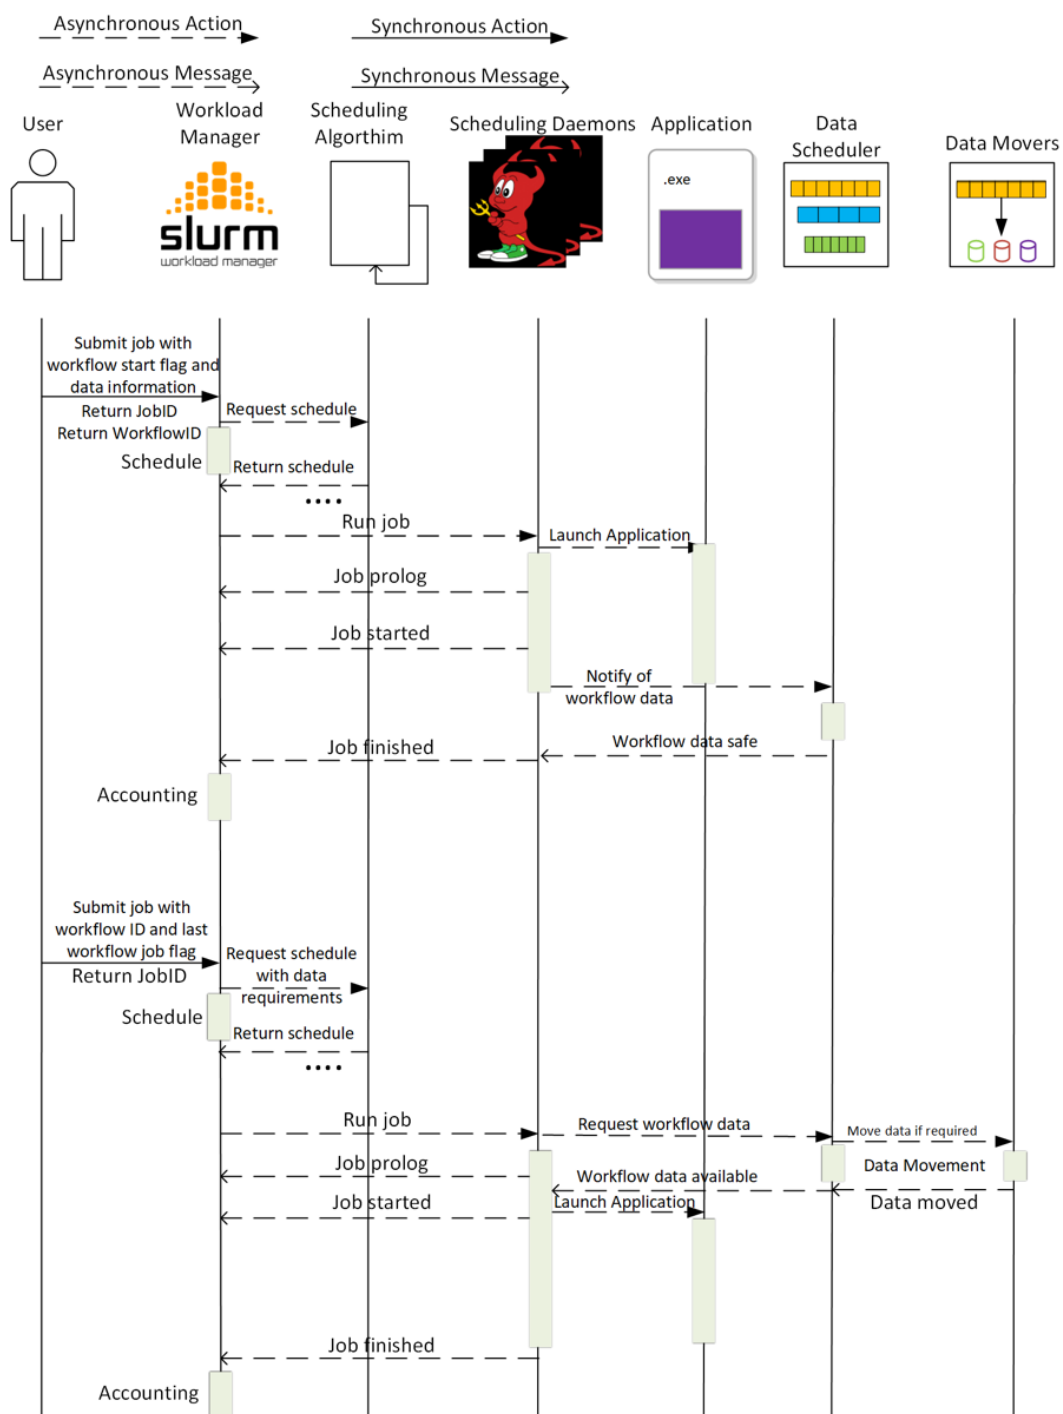 Asynchronous Action
Synchronous Action
Asynchronous Message
Synchronous Message
User
Workload
Manager
Scheduling
Algorthim
Scheduling Daemons
Application
Data
Scheduler
Data Movers
slurm
workload manager
.exe
Submit job with
workflow start flag and
data information
Return JobID
Return WorkflowID
Request schedule
Schedule
Return schedule
....
Run job
Launch Application
Job prolog
Job started
Notify of
workflow data
Job finished
Workflow data safe
Accounting
Submit job with
workflow ID and last
workflow job flag
Return JobID
Request schedule
with data
requirements
Schedule
Return schedule
....
Run job
Request workflow data
Move data if required
Job prolog
Workflow data available
Data Movement
Job started
Launch Application
Data moved
Job finished
Accounting